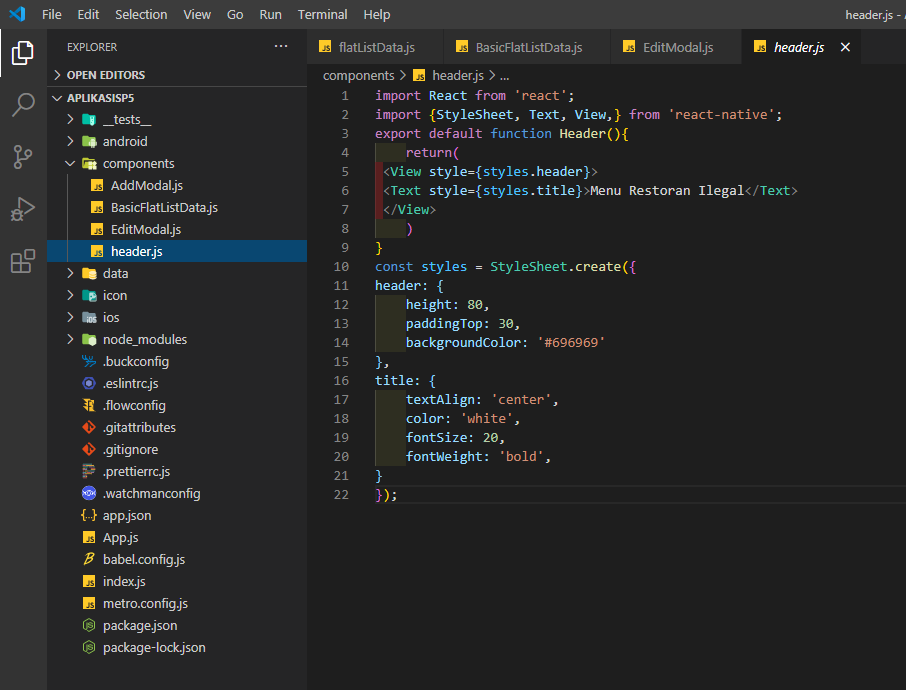 File Edit Selection View Go Run Terminal Help header.js -
EXPLORER ...
OPEN EDITORS
APLIKASISP5
__tests__
android
components
AddModal.js
BasicFlatListData.js
EditModal.js
header.js
data
icon
ios
node_modules
.buckconfig
.eslintrc.js
.flowconfig
.gitattributes
.gitignore
.prettierrc.js
.watchmanconfig
app.json
App.js
babel.config.js
index.js
metro.config.js
package.json
package-lock.json
flatListData.js BasicFlatListData.js EditModal.js header.js
components > JS header.js > ...
1 import React from 'react';
2 import {StyleSheet, Text, View,} from 'react-native';
3 export default function Header(){
4     return(
5  <View style={styles.header}>
6  <Text style={styles.title}>Menu Restoran Ilegal</Text>
7  </View>
8     )
9 }
10 const styles = StyleSheet.create({
11 header: {
12     height: 80,
13     paddingTop: 30,
14     backgroundColor: '#696969'
15 },
16 title: {
17     textAlign: 'center',
18     color: 'white',
19     fontSize: 20,
20     fontWeight: 'bold',
21 }
22 });